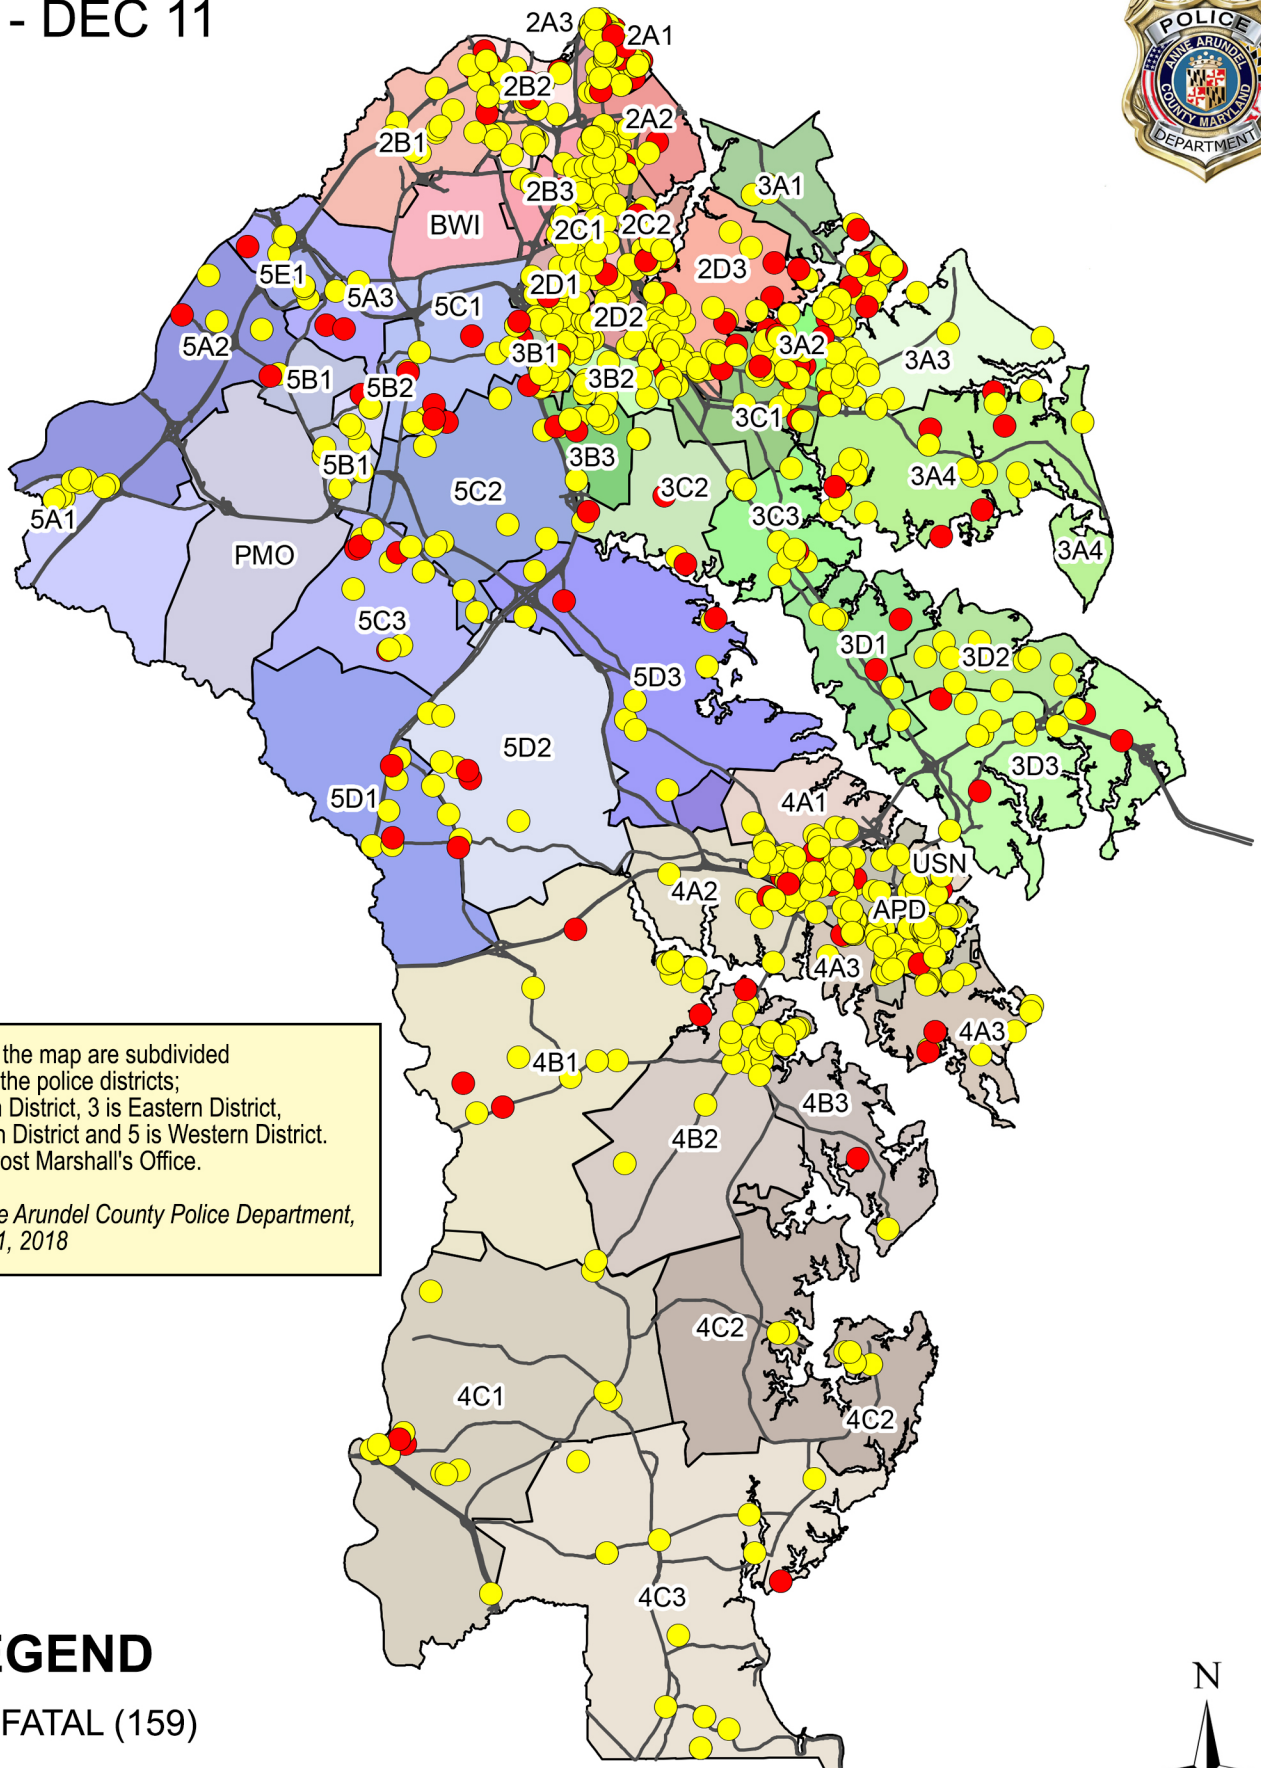 - DEC 11
POLICE
ANNE ARUNDEL
COUNTY MARYLAND
DEPARTMENT
2A3
2A1
2B2
2A2
2B1
2B3
3A1
BWI
2C1
2C2
2D3
5E1
5A3
2D1
5C1
2D2
5A2
3B1
3A2
3A3
5B1
5B2
3B2
3C1
5B1
3B3
3A4
5C2
3C2
5A1
3C3
PMO
3A4
5C3
3D1
3D2
5D3
5D2
3D3
5D1
4A1
USN
4A2
APD
4A3
4A3
4B1
4B3
4B2
4C2
4C1
4C2
4C3
the map are subdivided
the police districts;
District, 3 is Eastern District,
District and 5 is Western District.
ost Marshall's Office.
e Arundel County Police Department,
1, 2018
EGEND
FATAL (159)
N